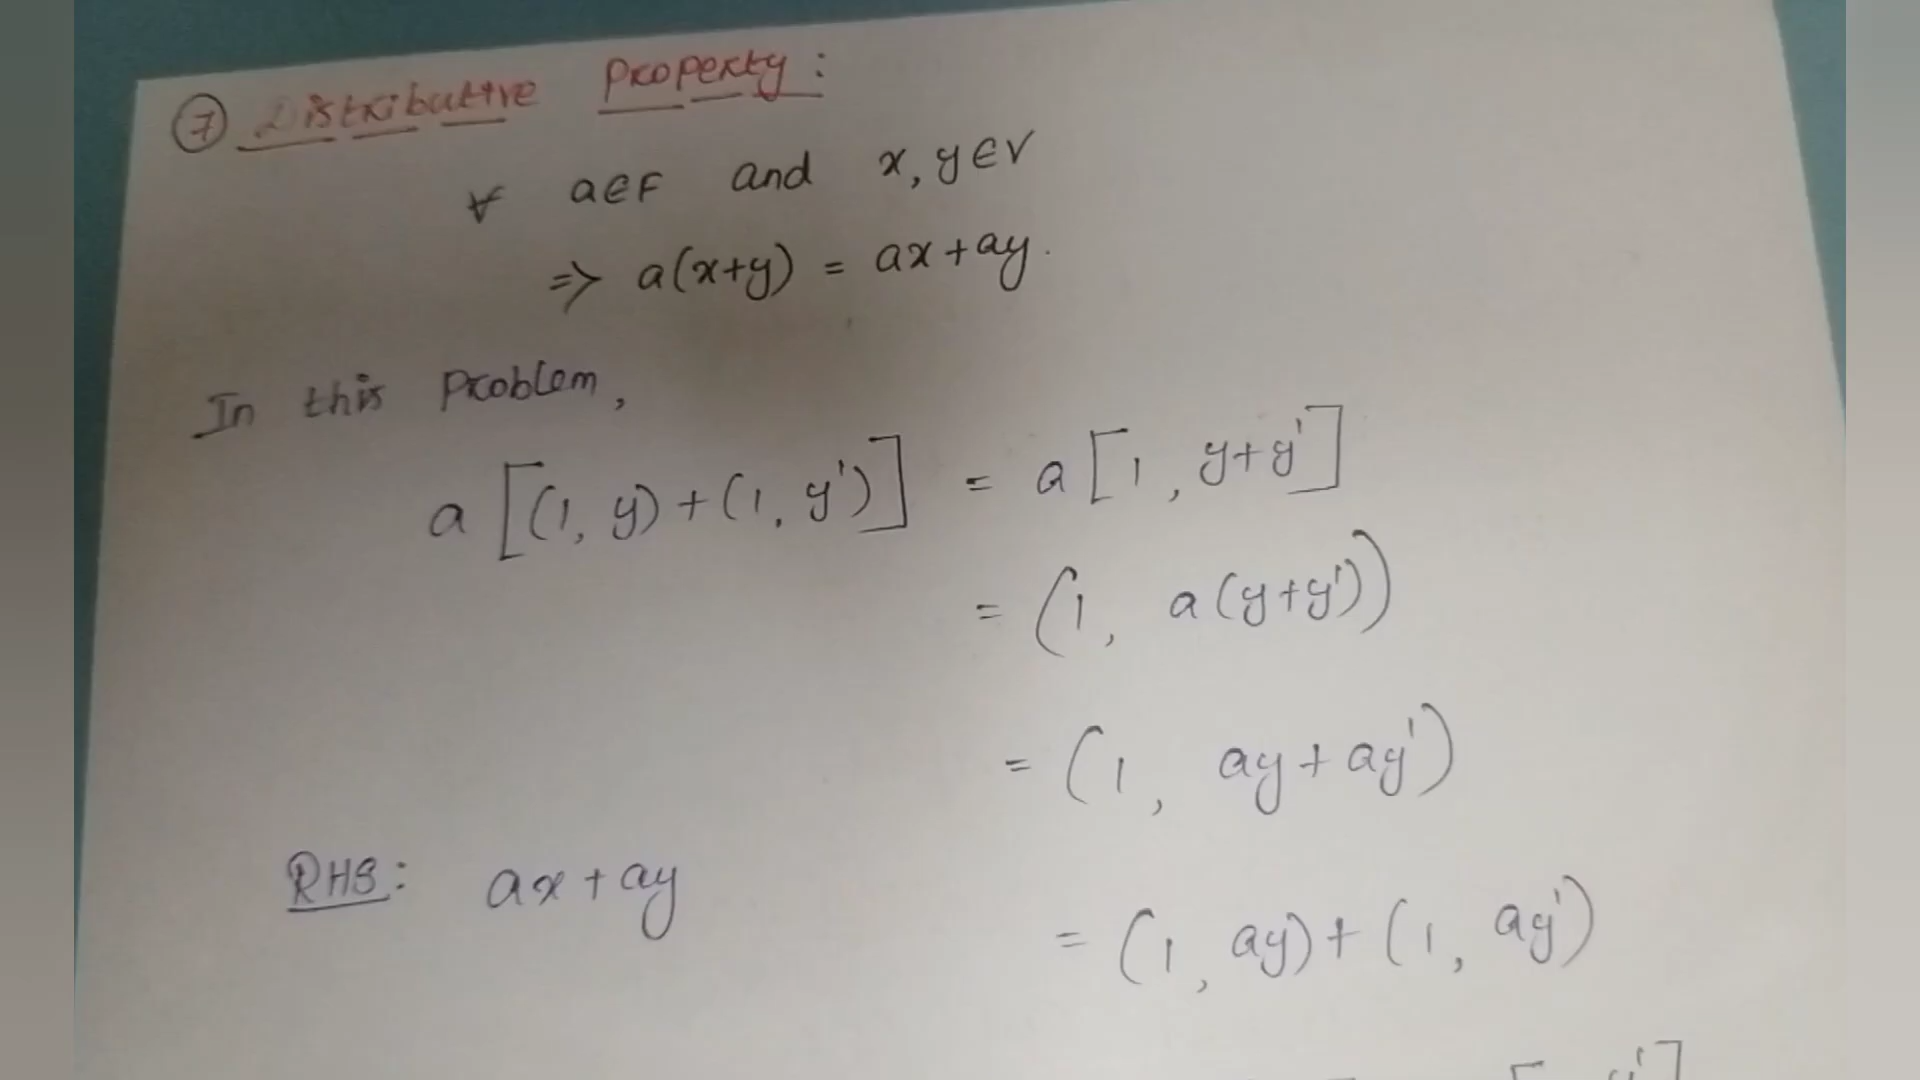 ⑦ Distributive Property:
∀ a∈F and x, y∈V
⇒ a(x+y) = ax+ay.
In this Problem,
a[(1, y)+(1, y')] = a[1, y+y']
= (1, a(y+y'))
= (1, ay+ay')
RHS: ax+ay
= (1, ay)+(1, ay')